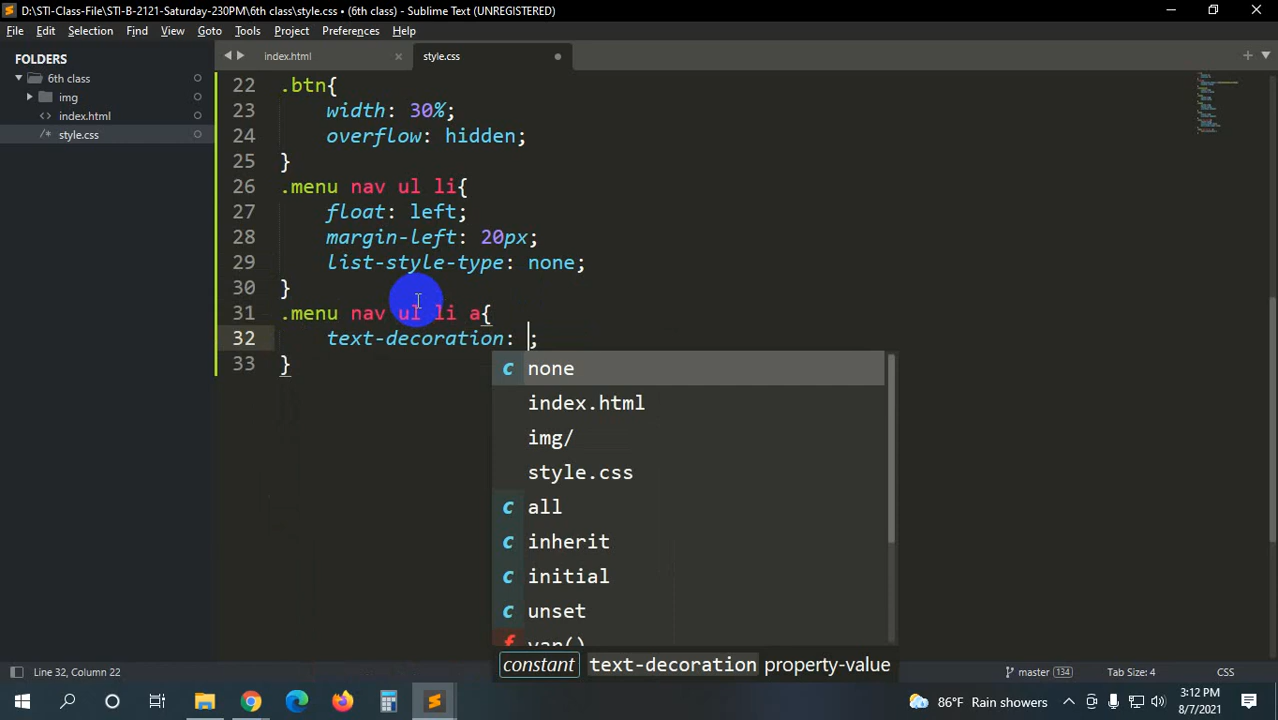 D:\STI-Class-File\STI-B-2121-Saturday-230PM\6th class\style.css • (6th class) - Sublime Text (UNREGISTERED)
File Edit Selection Find View Goto Tools Project Preferences Help
FOLDERS
6th class
img
<> index.html
/* style.css
index.html ×
style.css
22 .btn{
23 width: 30%;
24 overflow: hidden;
25 }
26 .menu nav ul li{
27 float: left;
28 margin-left: 20px;
29 list-style-type: none;
30 }
31 .menu nav ul li a{
32 text-decoration: ;
33 }
c none
index.html
img/
style.css
c all
c inherit
c initial
c unset
f var()
constant text-decoration property-value
Line 32, Column 22
master 134
Tab Size: 4
CSS
86°F Rain showers
3:12 PM
8/7/2021